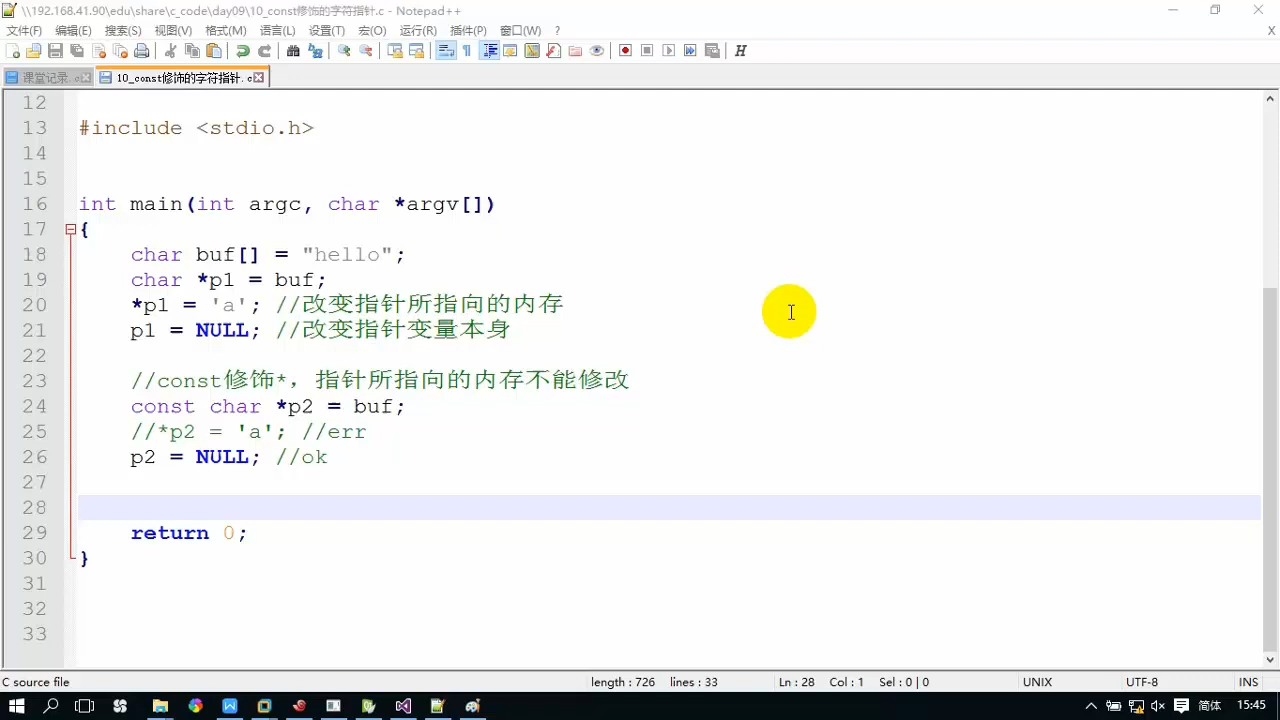 \\192.168.41.90\edu\share\c_code\day09\10_const修饰的字符指针.c - Notepad++
文件(F) 编辑(E) 搜索(S) 视图(V) 格式(M) 语言(L) 设置(T) 宏(O) 运行(R) 插件(P) 窗口(W) ? X
课堂记录.c 10_const修饰的字符指针.c
12
13 #include <stdio.h>
14
15
16 int main(int argc, char *argv[])
17 {
18 char buf[] = "hello";
19 char *p1 = buf;
20 *p1 = 'a'; //改变指针所指向的内存
21 p1 = NULL; //改变指针变量本身
22
23 //const修饰*，指针所指向的内存不能修改
24 const char *p2 = buf;
25 //*p2 = 'a'; //err
26 p2 = NULL; //ok
27
28
29 return 0;
30 }
31
32
33
C source file length : 726 lines : 33 Ln : 28 Col : 1 Sel : 0 | 0 UNIX UTF-8 INS
简体 15:45